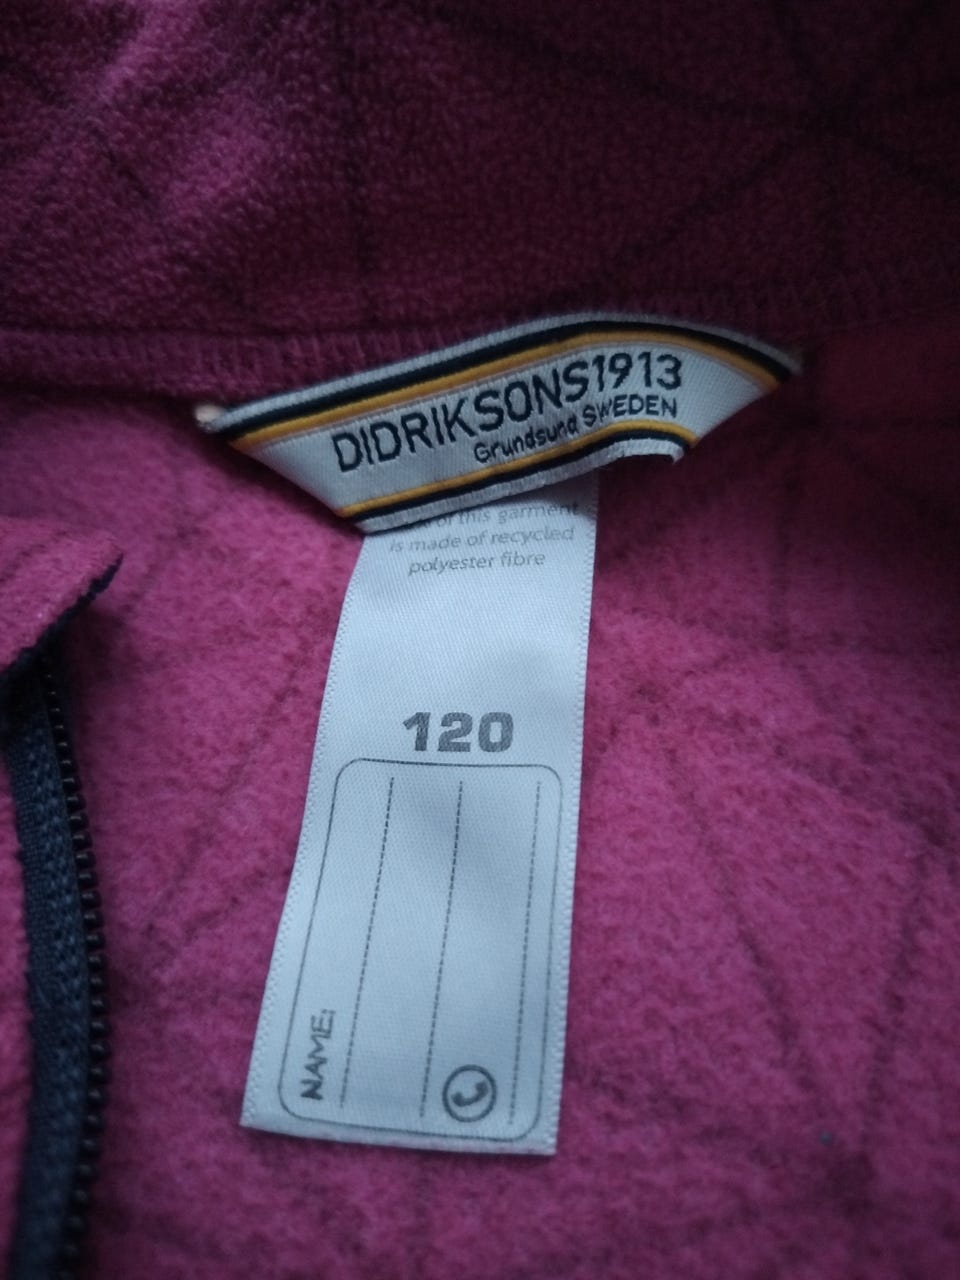 DIDRIKSONS1913
Grundsund SWEDEN
of this garment
is made of recycled
polyester fibre
120
NAME: